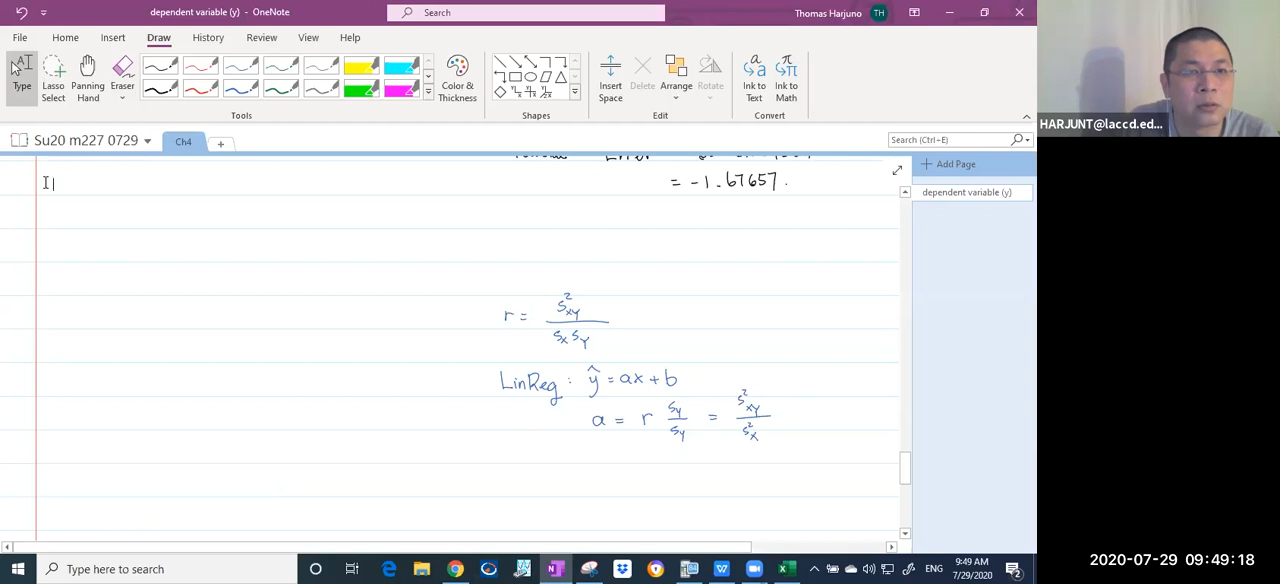 dependent variable (y) - OneNote
Search
Thomas Harjuno TH
File Home Insert Draw History Review View Help
Type
Lasso Select
Panning Hand
Eraser
Color & Thickness
Insert Space
Delete
Arrange
Rotate
Ink to Text
Ink to Math
Tools
Shapes
Edit
Convert
Su20 m227 0729
Ch4
Search (Ctrl+E)
Add Page
dependent variable (y)
= -1.67657.
r = s²xy / sx sy
LinReg : ŷ = ax + b
a = r sy / sy = s²xy / s²x
HARJUNT@laccd.ed...
Type here to search
ENG
9:49 AM
7/29/2020
2
2020-07-29 09:49:18